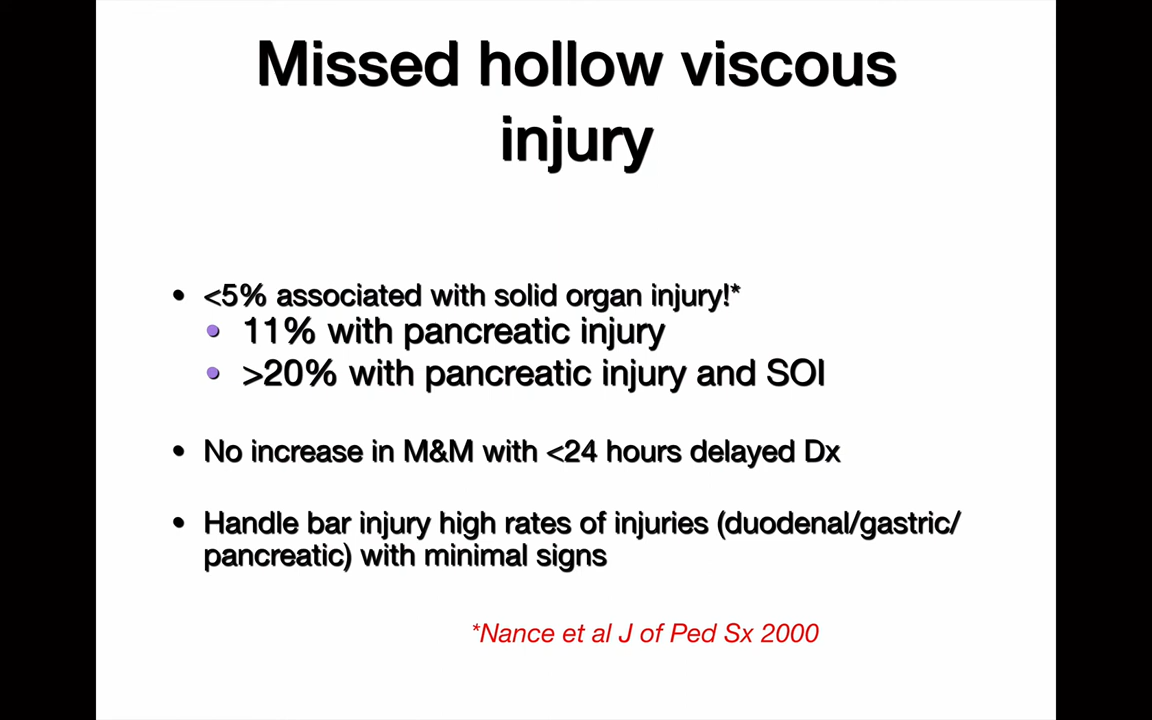 Missed hollow viscous
injury
• <5% associated with solid organ injury!*
• 11% with pancreatic injury
• >20% with pancreatic injury and SOI
• No increase in M&M with <24 hours delayed Dx
• Handle bar injury high rates of injuries (duodenal/gastric/
pancreatic) with minimal signs
*Nance et al J of Ped Sx 2000